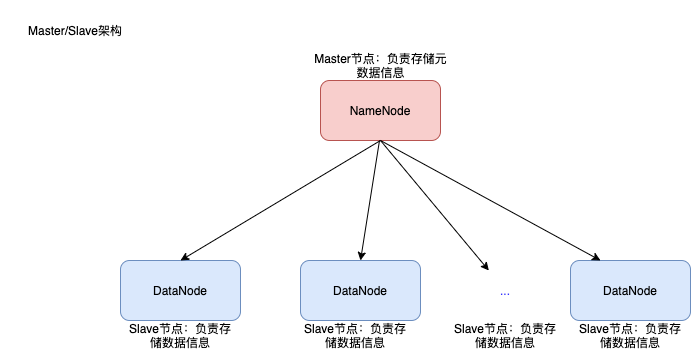 Master/Slave架构
Master节点：负责存储元
数据信息
NameNode
DataNode
DataNode
...
DataNode
Slave节点：负责存
储数据信息
Slave节点：负责存
储数据信息
Slave节点：负责存
储数据信息
Slave节点：负责存
储数据信息